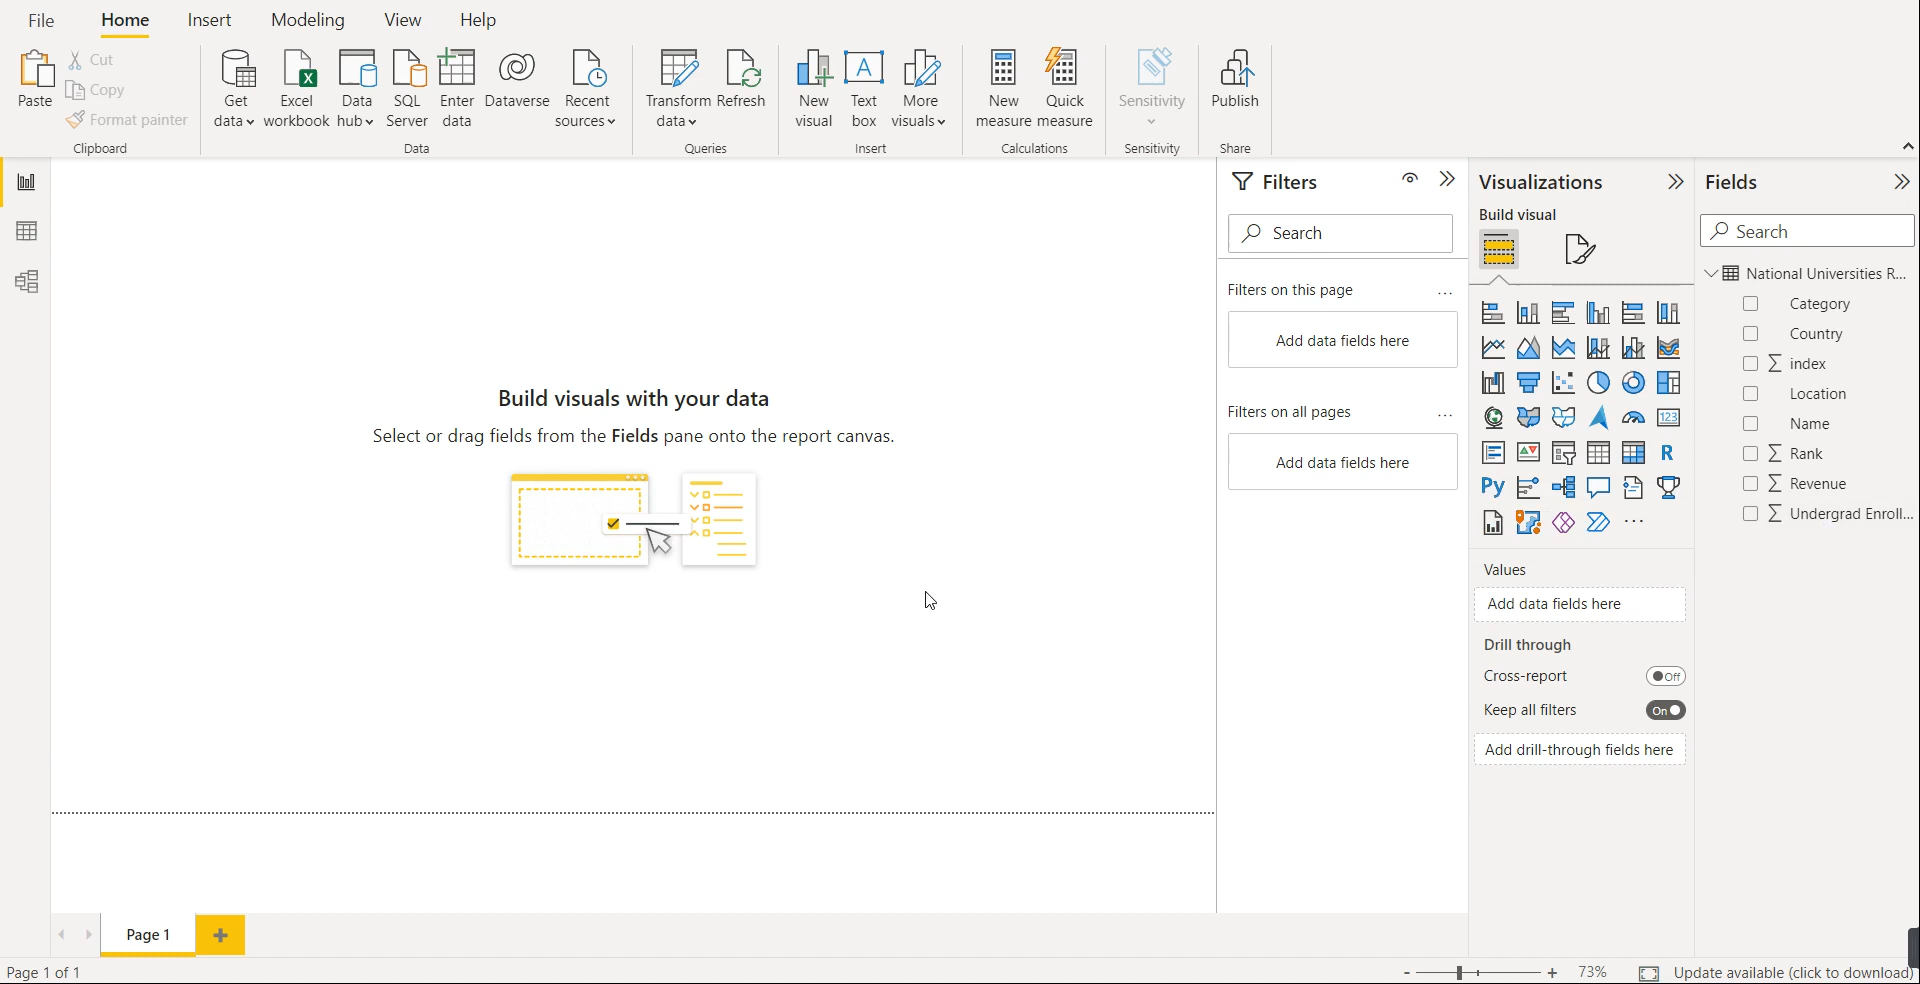 File
Home
Insert
Modeling
View
Help
Paste
Cut
Copy
Format painter
Clipboard
Get
data
Excel
workbook
Data
hub
SQL
Server
Enter
data
Dataverse
Recent
sources
Data
Transform
data
Refresh
Queries
New
visual
A
Text
box
More
visuals
Insert
New
measure
Quick
measure
Calculations
Sensitivity
Sensitivity
Publish
Share
Build visuals with your data
Select or drag fields from the Fields pane onto the report canvas.
Filters
Search
Filters on this page
...
Add data fields here
Filters on all pages
...
Add data fields here
Visualizations
Build visual
123
R
Py
...
Values
Add data fields here
Drill through
Cross-report
Off
Keep all filters
On
Add drill-through fields here
Fields
Search
National Universities R...
Category
Country
∑ index
Location
Name
∑ Rank
∑ Revenue
∑ Undergrad Enroll...
Page 1
+
Page 1 of 1
- + 73%
Update available (click to download)